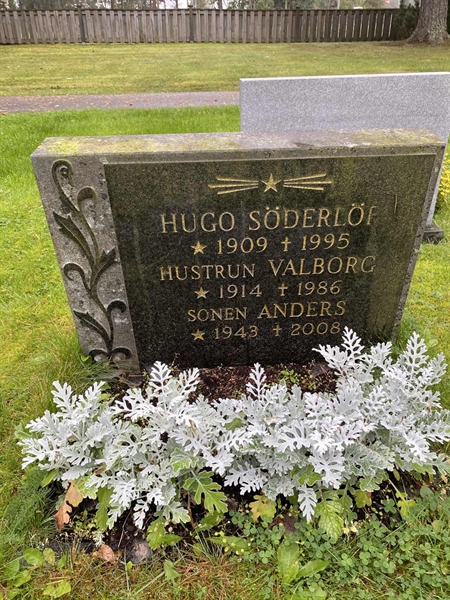 HUGO SÖDERLÖF
★ 1909 ✝ 1995
HUSTRUN VALBORG
★ 1914 ✝ 1986
SONEN ANDERS
★ 1943 ✝ 2008